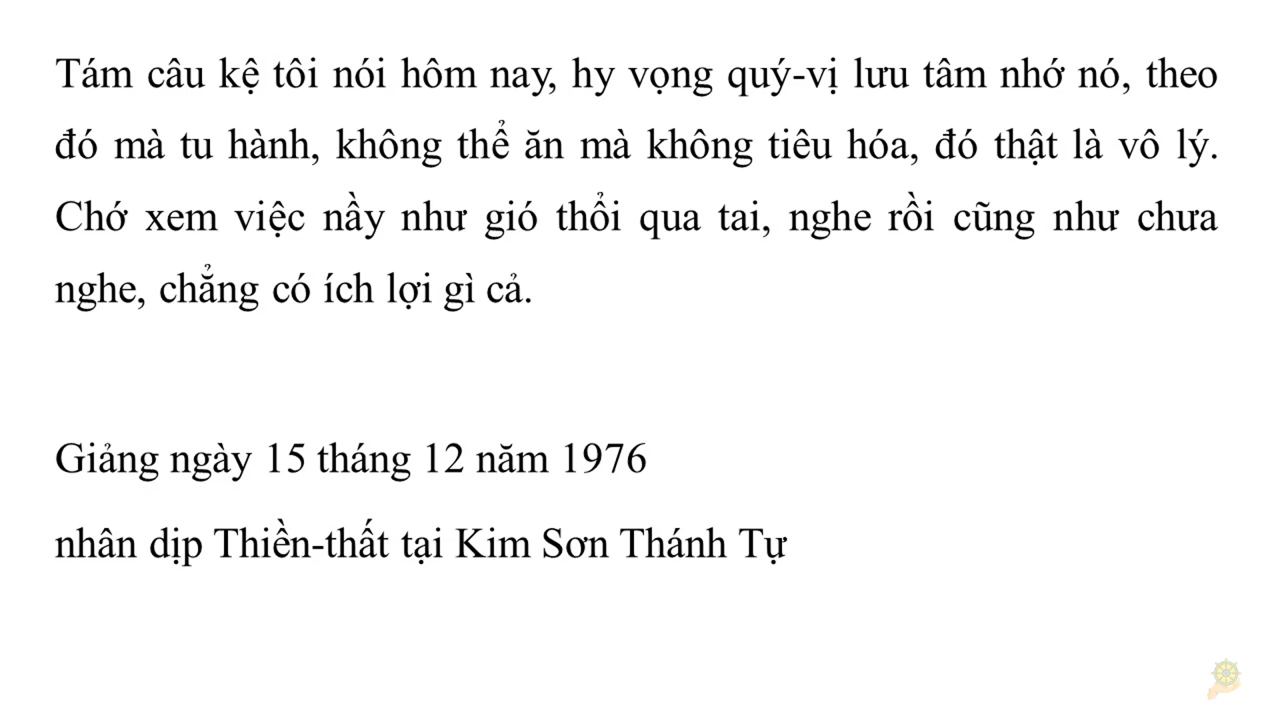 Tám câu kệ tôi nói hôm nay, hy vọng quý-vị lưu tâm nhớ nó, theo
đó mà tu hành, không thể ăn mà không tiêu hóa, đó thật là vô lý.
Chớ xem việc nầy như gió thổi qua tai, nghe rồi cũng như chưa
nghe, chẳng có ích lợi gì cả.
Giảng ngày 15 tháng 12 năm 1976
nhân dịp Thiền-thất tại Kim Sơn Thánh Tự